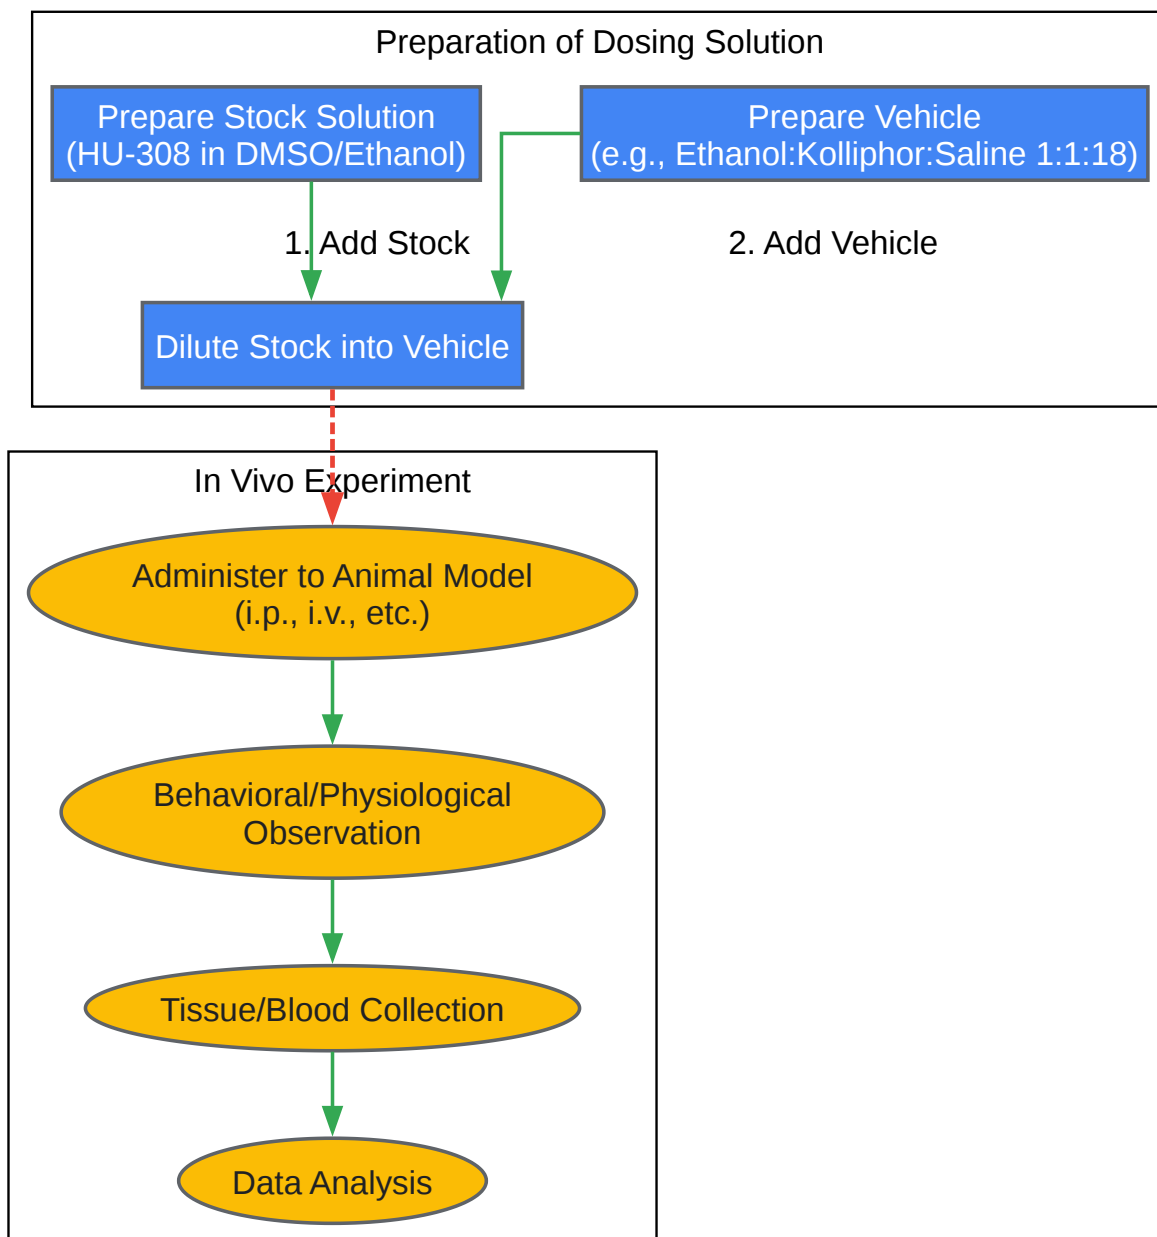 Preparation of Dosing Solution
Prepare Stock Solution
(HU-308 in DMSO/Ethanol)
Prepare Vehicle
(e.g., Ethanol:Kolliphor:Saline 1:1:18)
1. Add Stock
2. Add Vehicle
Dilute Stock into Vehicle
In Vivo Experiment
Administer to Animal Model
(i.p., i.v., etc.)
Behavioral/Physiological
Observation
Tissue/Blood Collection
Data Analysis